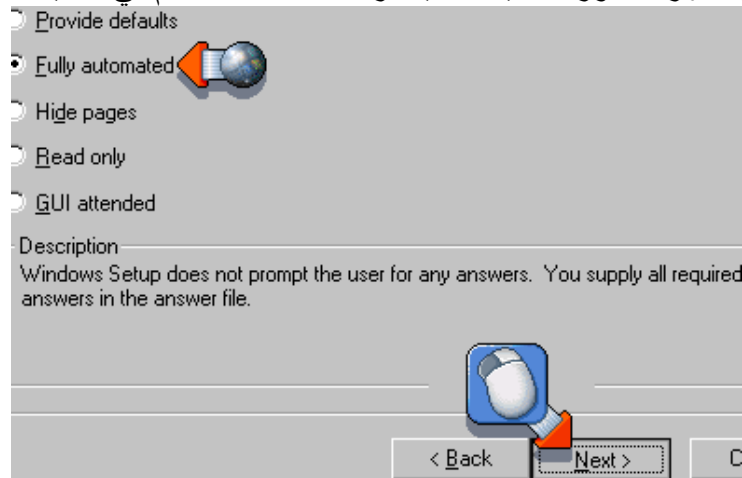 Provide defaults
Fully automated
Hide pages
Read only
GUI attended
Description
Windows Setup does not prompt the user for any answers. You supply all required
answers in the answer file.
< Back Next > C